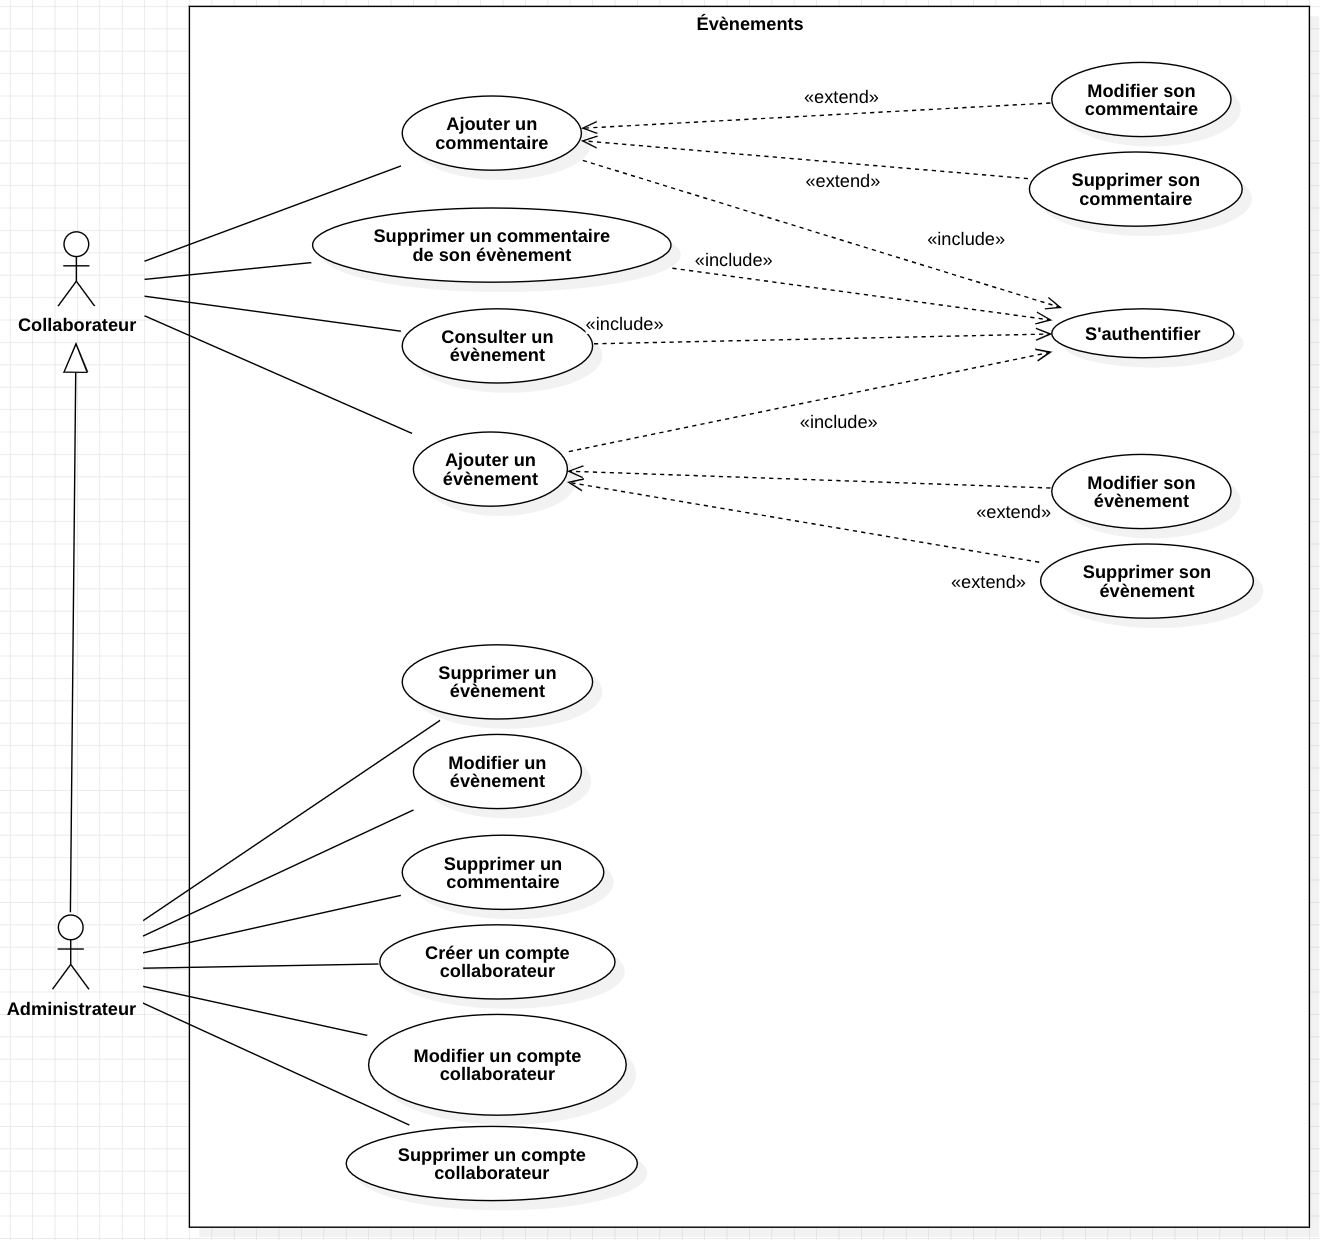 Évènements
«extend»
Modifier son
commentaire
Ajouter un
commentaire
«extend»
Supprimer son
commentaire
Supprimer un commentaire
de son évènement
«include»
«include»
Collaborateur
Consulter un
évènement
«include»
S'authentifier
«include»
Ajouter un
évènement
Modifier son
évènement
«extend»
Supprimer son
évènement
«extend»
Supprimer un
évènement
Modifier un
évènement
Supprimer un
commentaire
Créer un compte
collaborateur
Administrateur
Modifier un compte
collaborateur
Supprimer un compte
collaborateur